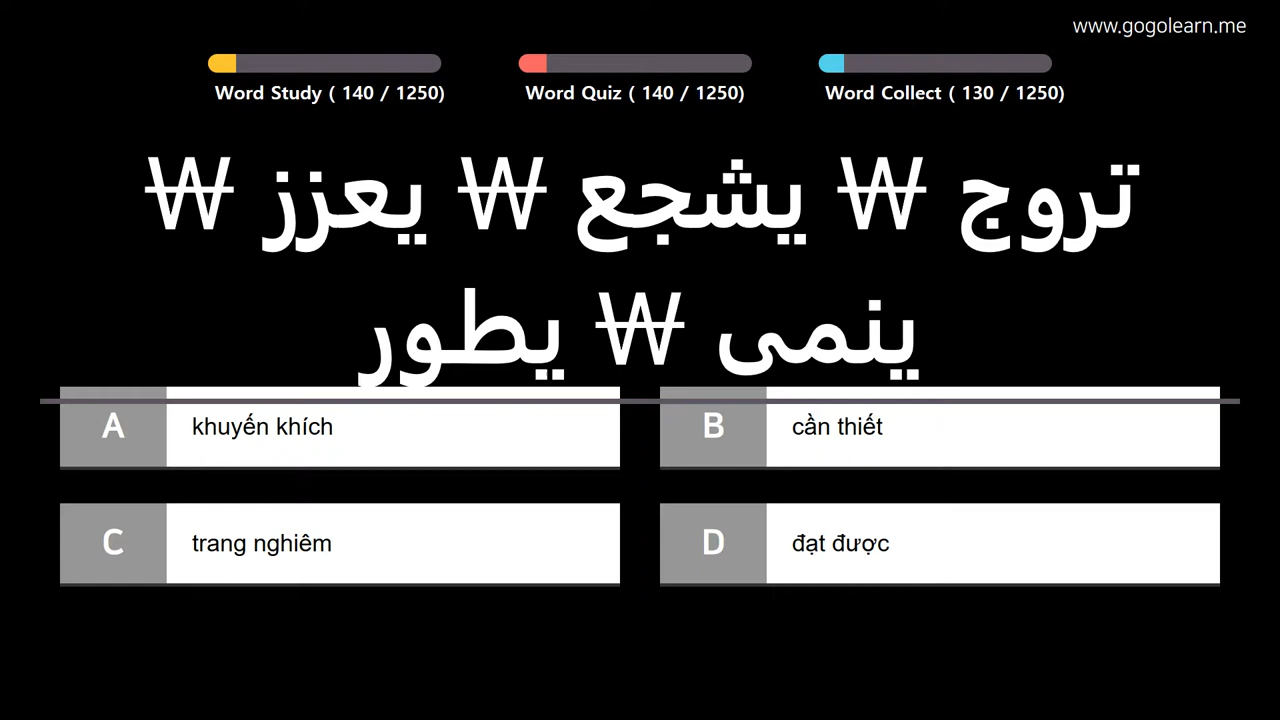 www.gogolearn.me
Word Study ( 140 / 1250)
Word Quiz ( 140 / 1250)
Word Collect ( 130 / 1250)
تروج ₩ يشجع ₩ يعزز ₩
ينمى ₩ يطور
A khuyến khích
B cần thiết
C trang nghiêm
D đạt được